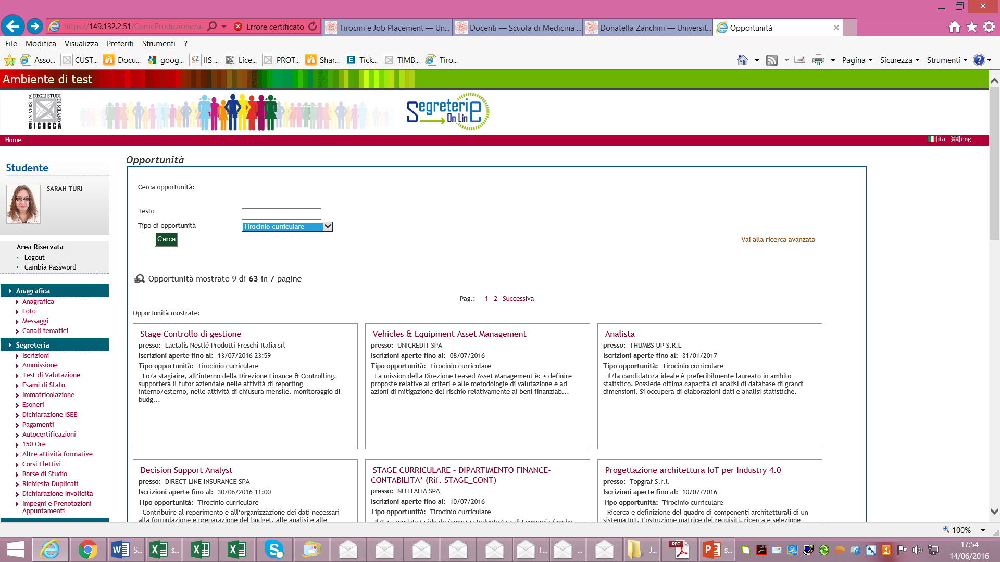 https://149.132.2.51/ComeProduzione/au
Errore certificato
Tirocini e Job Placement — Un...
Docenti — Scuola di Medicina ...
Donatella Zanchini — Universit...
Opportunità
File Modifica Visualizza Preferiti Strumenti ?
Asso... CUST... Docu... goog... IIS ... Lice... PROT... Shar... Tick... TIMB... Tiro...
Pagina Sicurezza Strumenti
Ambiente di test
UNIVERSITÀ DEGLI STUDI DI MILANO
BICOCCA
Segreterie
On Line
Home
ita eng
Studente
SARAH TURI
Area Riservata
Logout
Cambia Password
Anagrafica
Anagrafica
Foto
Messaggi
Canali tematici
Segreteria
Iscrizioni
Ammissione
Test di Valutazione
Esami di Stato
Immatricolazione
Esoneri
Dichiarazione ISEE
Pagamenti
Autocertificazioni
150 Ore
Altre attività formative
Corsi Elettivi
Borse di Studio
Richiesta Duplicati
Dichiarazione Invalidità
Impegni e Prenotazioni
Appuntamenti
Opportunità
Cerca opportunità:
Testo
Tipo di opportunità Tirocinio curriculare
Cerca
Vai alla ricerca avanzata
Opportunità mostrate 9 di 63 in 7 pagine
Pag.: 1 2 Successiva
Opportunità mostrate:
Stage Controllo di gestione
presso: Lactalis Nestlé Prodotti Freschi Italia srl
Iscrizioni aperte fino al: 13/07/2016 23:59
Tipo opportunità: Tirocinio curriculare
Lo/a stagiaire, all'interno della Direzione Finance & Controlling,
supporterà il tutor aziendale nelle attività di reporting
interno/esterno, nelle attività di chiusura mensile, monitoraggio di
budg...
Vehicles & Equipment Asset Management
presso: UNICREDIT SPA
Iscrizioni aperte fino al: 08/07/2016
Tipo opportunità: Tirocinio curriculare
La mission della Direzione Leased Asset Management è: • definire
proposte relative ai criteri e alle metodologie di valutazione e ad
azioni di mitigazione del rischio relativamente ai beni finanziab...
Analista
presso: THUMBS UP S.R.L
Iscrizioni aperte fino al: 31/01/2017
Tipo opportunità: Tirocinio curriculare
Il/la candidato/a ideale è preferibilmente laureato in ambito
statistico. Possiede ottima capacità di analisi di database di grandi
dimensioni. Si occuperà di elaborazioni dati e analisi statistiche.
Decision Support Analyst
presso: DIRECT LINE INSURANCE SPA
Iscrizioni aperte fino al: 30/06/2016 11:00
Tipo opportunità: Tirocinio curriculare
Contribuire al reperimento e all'organizzazione dei dati necessari
alla formulazione e preparazione del budget, alle analisi e alle
STAGE CURRICULARE - DIPARTIMENTO FINANCE-
CONTABILITA' (Rif. STAGE_CONT)
presso: NH ITALIA SPA
Iscrizioni aperte fino al: 10/07/2016
Tipo opportunità: Tirocinio curriculare
Il/La canodato/a ideale è uno/a studente/ssa di Economia (anche
Progettazione architettura IoT per Industry 4.0
presso: Topgraf S.r.l.
Iscrizioni aperte fino al: 10/07/2016
Tipo opportunità: Tirocinio curriculare
Ricerca e definizione del quadro di componenti architetturali di un
sistema IoT. Costruzione matrice dei requisiti, ricerca e selezione
100%
S... s... T... ... J... s...
17:54
14/06/2016